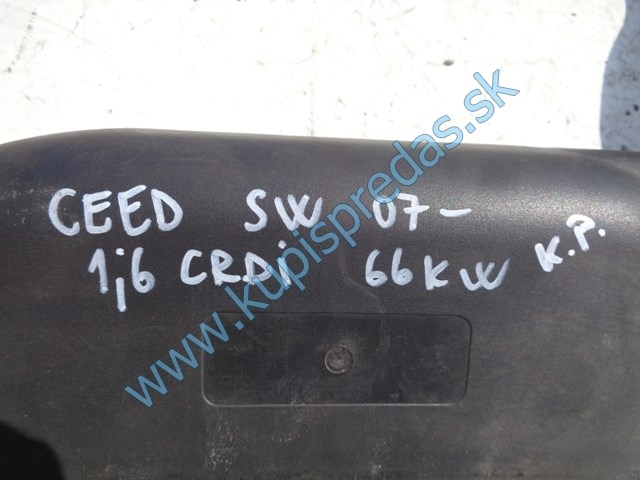 CEED SW 07-
1,6 CRDi 66KW K.P.
www.kupispredas.sk